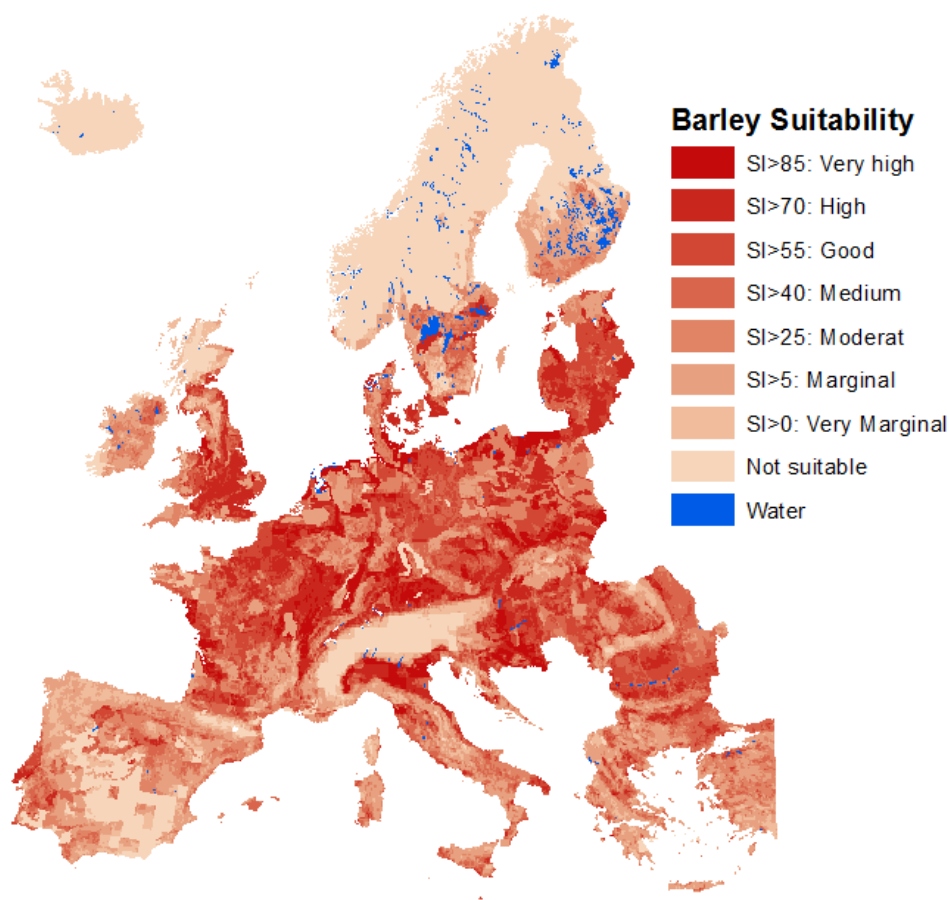 Barley Suitability
SI>85: Very high
SI>70: High
SI>55: Good
SI>40: Medium
SI>25: Moderat
SI>5: Marginal
SI>0: Very Marginal
Not suitable
Water